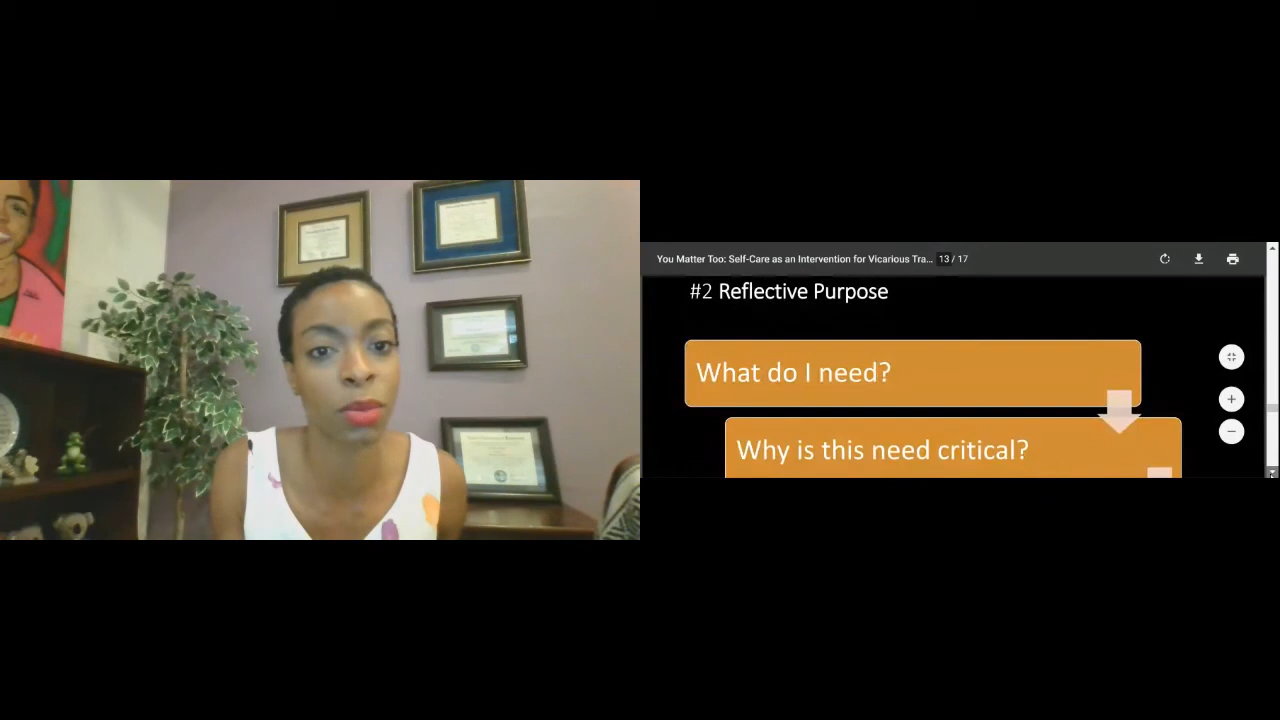 You Matter Too: Self-Care as an Intervention for Vicarious Tra... 13 / 17
#2 Reflective Purpose
What do I need?
Why is this need critical?